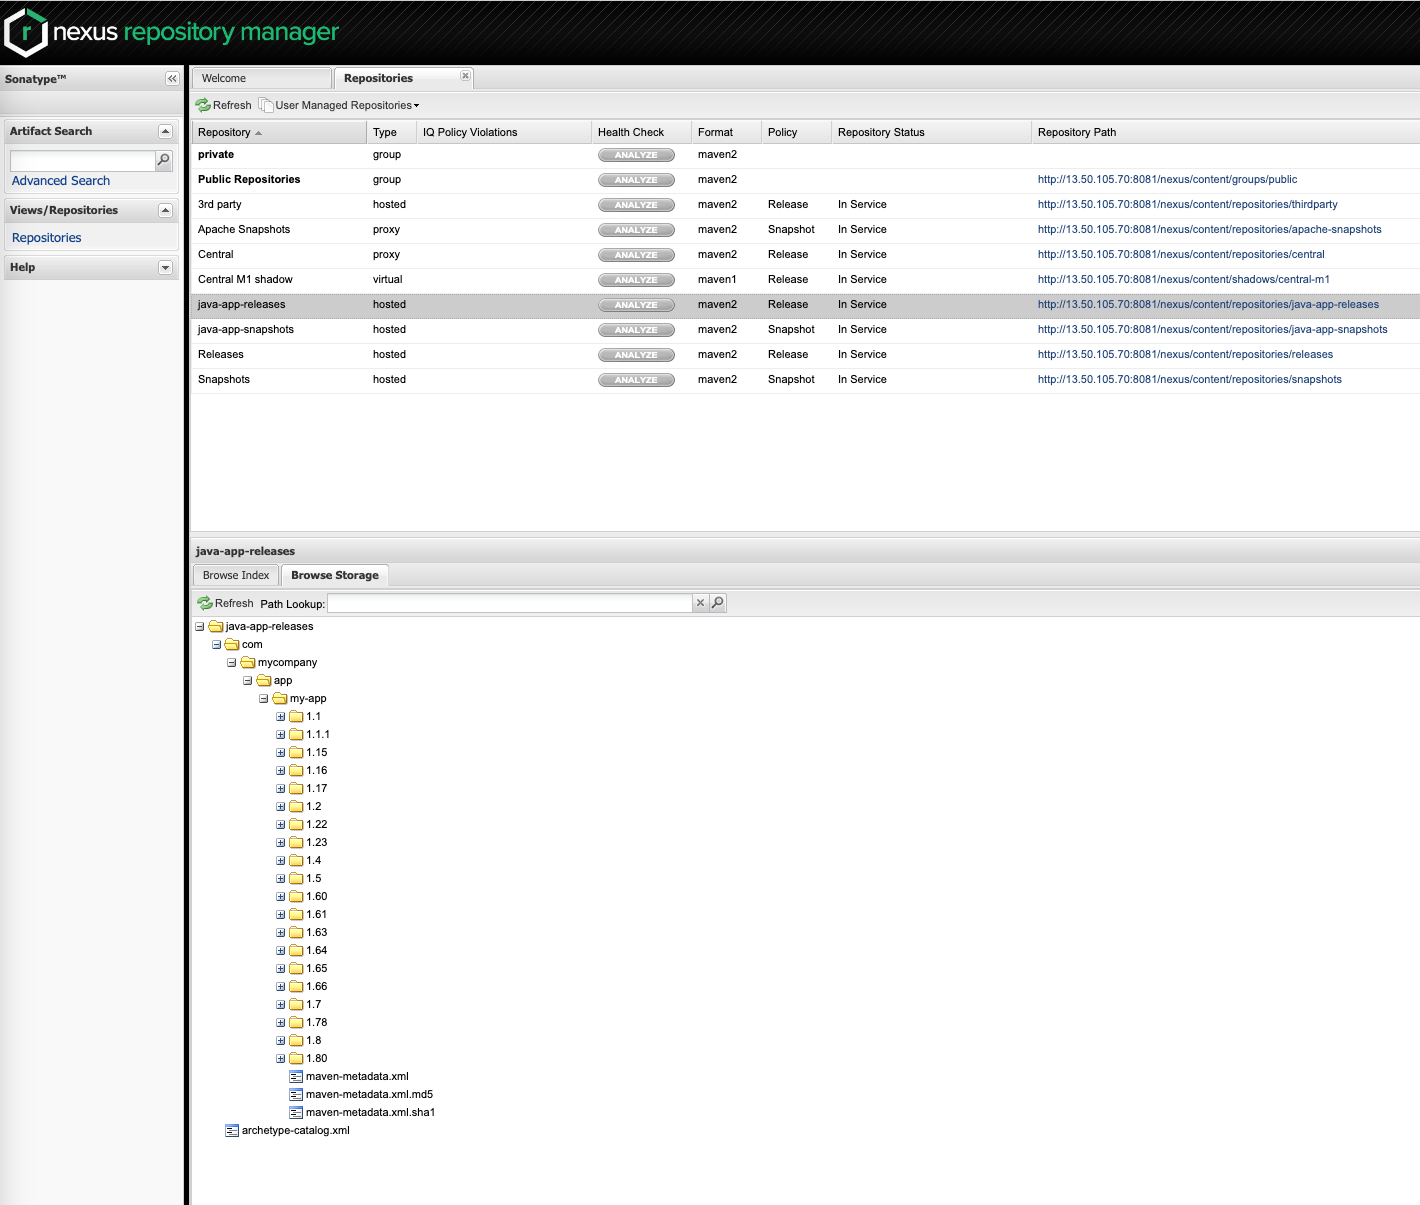 nexus repository manager
Sonatype™
Artifact Search
Advanced Search
Views/Repositories
Repositories
Help
Welcome
Repositories
Refresh User Managed Repositories
Repository Type IQ Policy Violations Health Check Format Policy Repository Status Repository Path
private group ANALYZE maven2
Public Repositories group ANALYZE maven2 http://13.50.105.70:8081/nexus/content/groups/public
3rd party hosted ANALYZE maven2 Release In Service http://13.50.105.70:8081/nexus/content/repositories/thirdparty
Apache Snapshots proxy ANALYZE maven2 Snapshot In Service http://13.50.105.70:8081/nexus/content/repositories/apache-snapshots
Central proxy ANALYZE maven2 Release In Service http://13.50.105.70:8081/nexus/content/repositories/central
Central M1 shadow virtual ANALYZE maven1 Release In Service http://13.50.105.70:8081/nexus/content/shadows/central-m1
java-app-releases hosted ANALYZE maven2 Release In Service http://13.50.105.70:8081/nexus/content/repositories/java-app-releases
java-app-snapshots hosted ANALYZE maven2 Snapshot In Service http://13.50.105.70:8081/nexus/content/repositories/java-app-snapshots
Releases hosted ANALYZE maven2 Release In Service http://13.50.105.70:8081/nexus/content/repositories/releases
Snapshots hosted ANALYZE maven2 Snapshot In Service http://13.50.105.70:8081/nexus/content/repositories/snapshots
java-app-releases
Browse Index Browse Storage
Refresh Path Lookup:
java-app-releases
com
mycompany
app
my-app
1.1
1.1.1
1.15
1.16
1.17
1.2
1.22
1.23
1.4
1.5
1.60
1.61
1.63
1.64
1.65
1.66
1.7
1.78
1.8
1.80
maven-metadata.xml
maven-metadata.xml.md5
maven-metadata.xml.sha1
archetype-catalog.xml